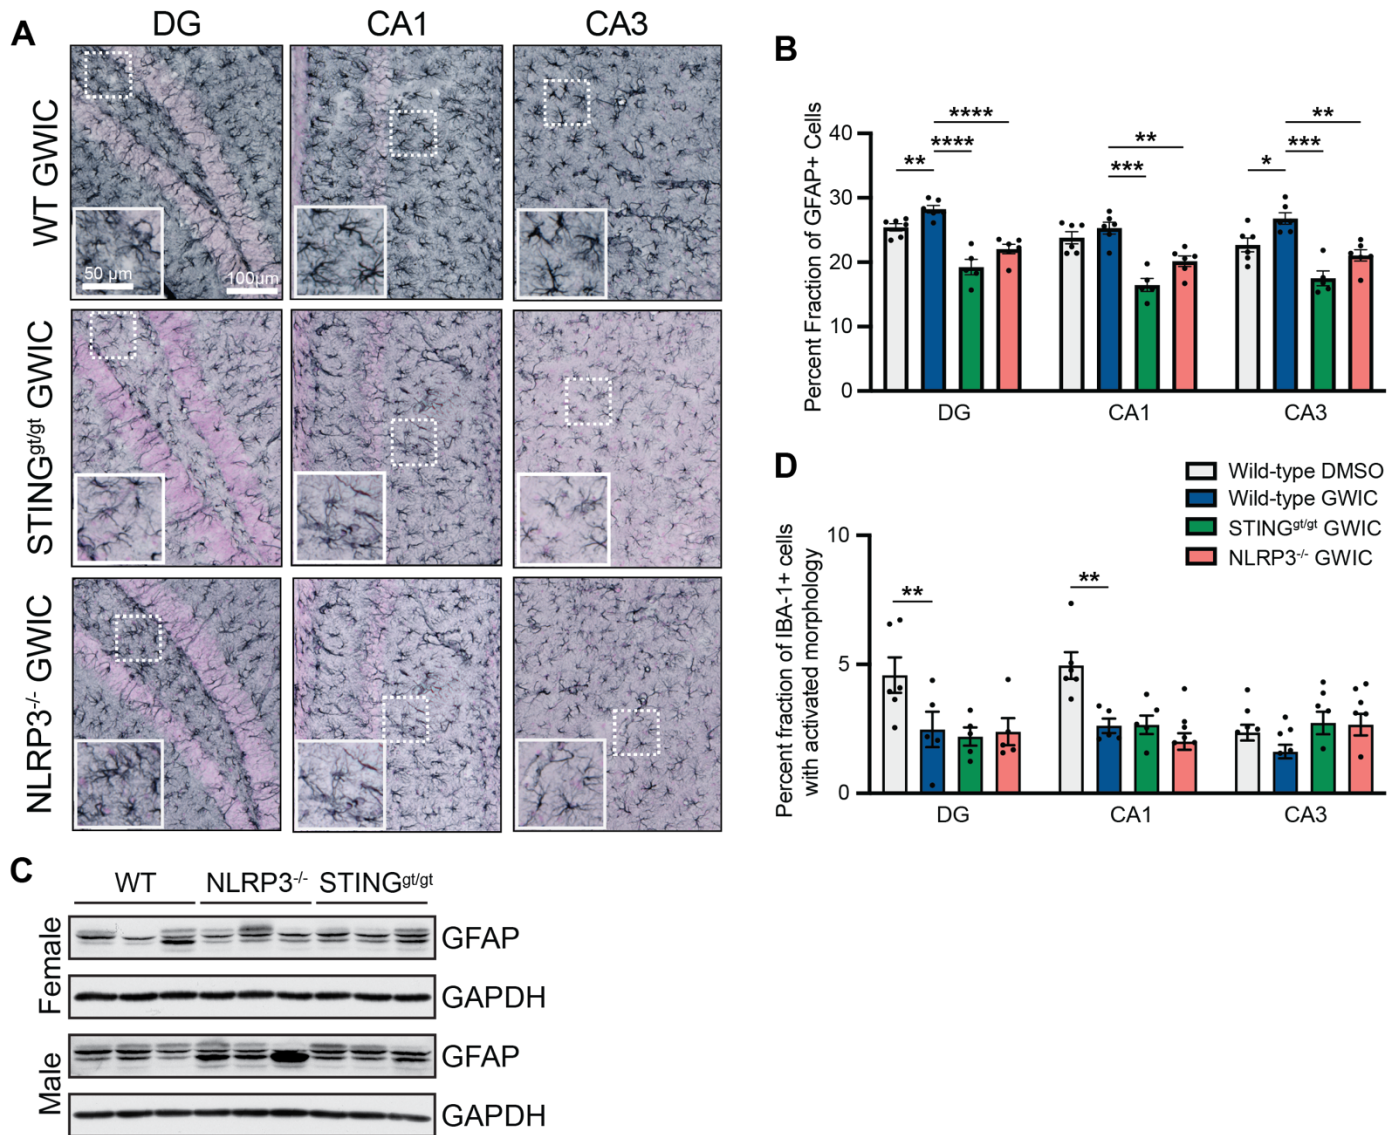 A
DG
CA1
CA3
WT GWIC
50 µm
100µm
STINGgt/gt GWIC
NLRP3-/- GWIC
B
Percent Fraction of GFAP+ Cells
40
30
20
10
0
**
****
****
***
**
*
***
**
DG
CA1
CA3
C
WT
NLRP3-/-
STINGgt/gt
Female
GFAP
GAPDH
Male
GFAP
GAPDH
D
Wild-type DMSO
Wild-type GWIC
STINGgt/gt GWIC
NLRP3-/- GWIC
Percent fraction of IBA-1+ cells
with activated morphology
10
5
0
**
**
DG
CA1
CA3